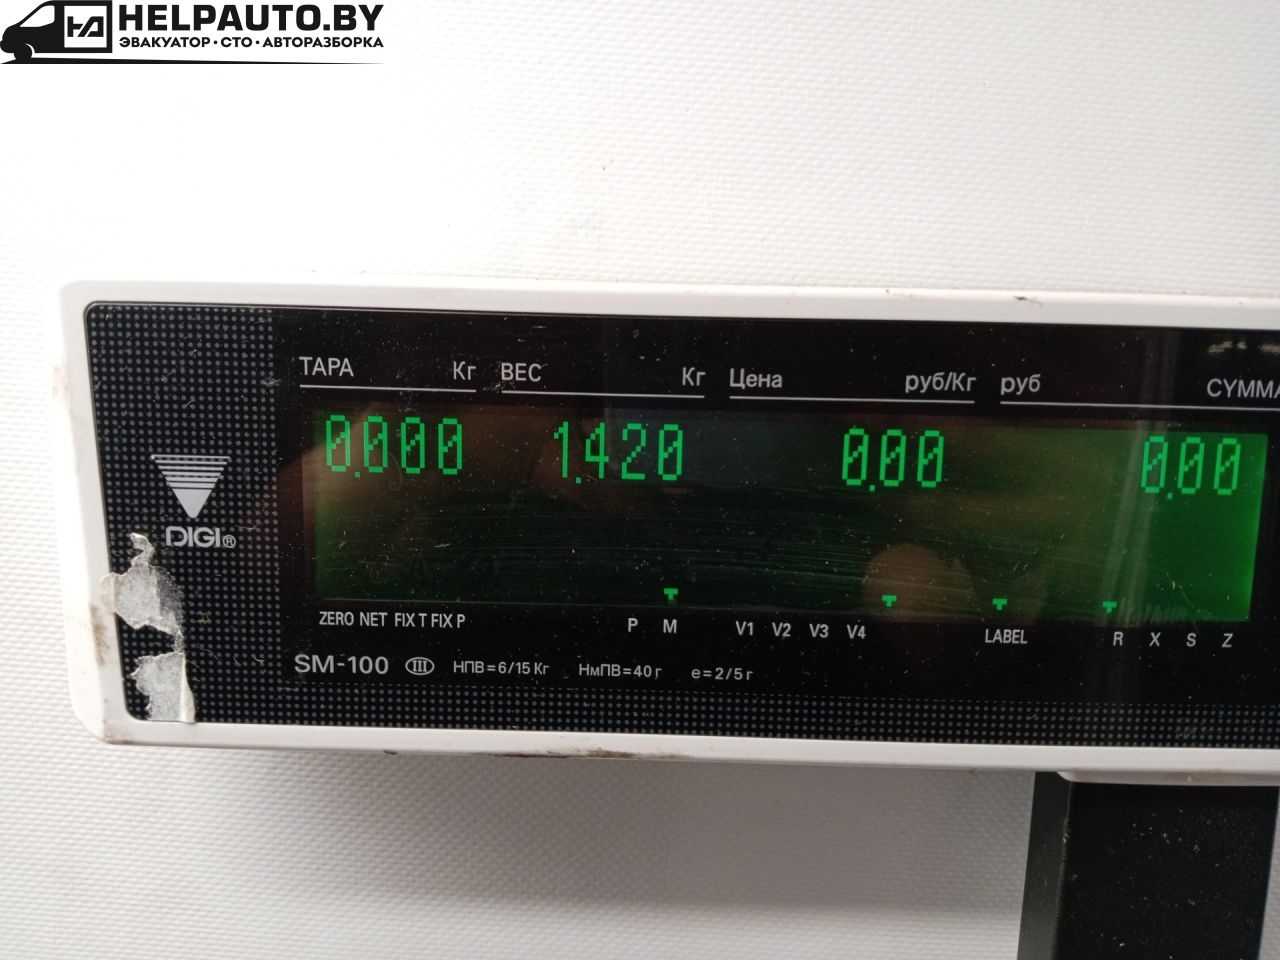 HELPAUTO.BY
ЭВАКУАТОР · СТО · АВТОРАЗБОРКА
ТАРА Кг ВЕС Кг Цена руб/Кг руб СУММА
0.000 1.420 0.00 0.00
DIGI®
ZERO NET FIX T FIX P P M V1 V2 V3 V4 LABEL R X S Z
SM-100 III НПВ=6/15 Кг НмПВ=40 г e=2/5 г